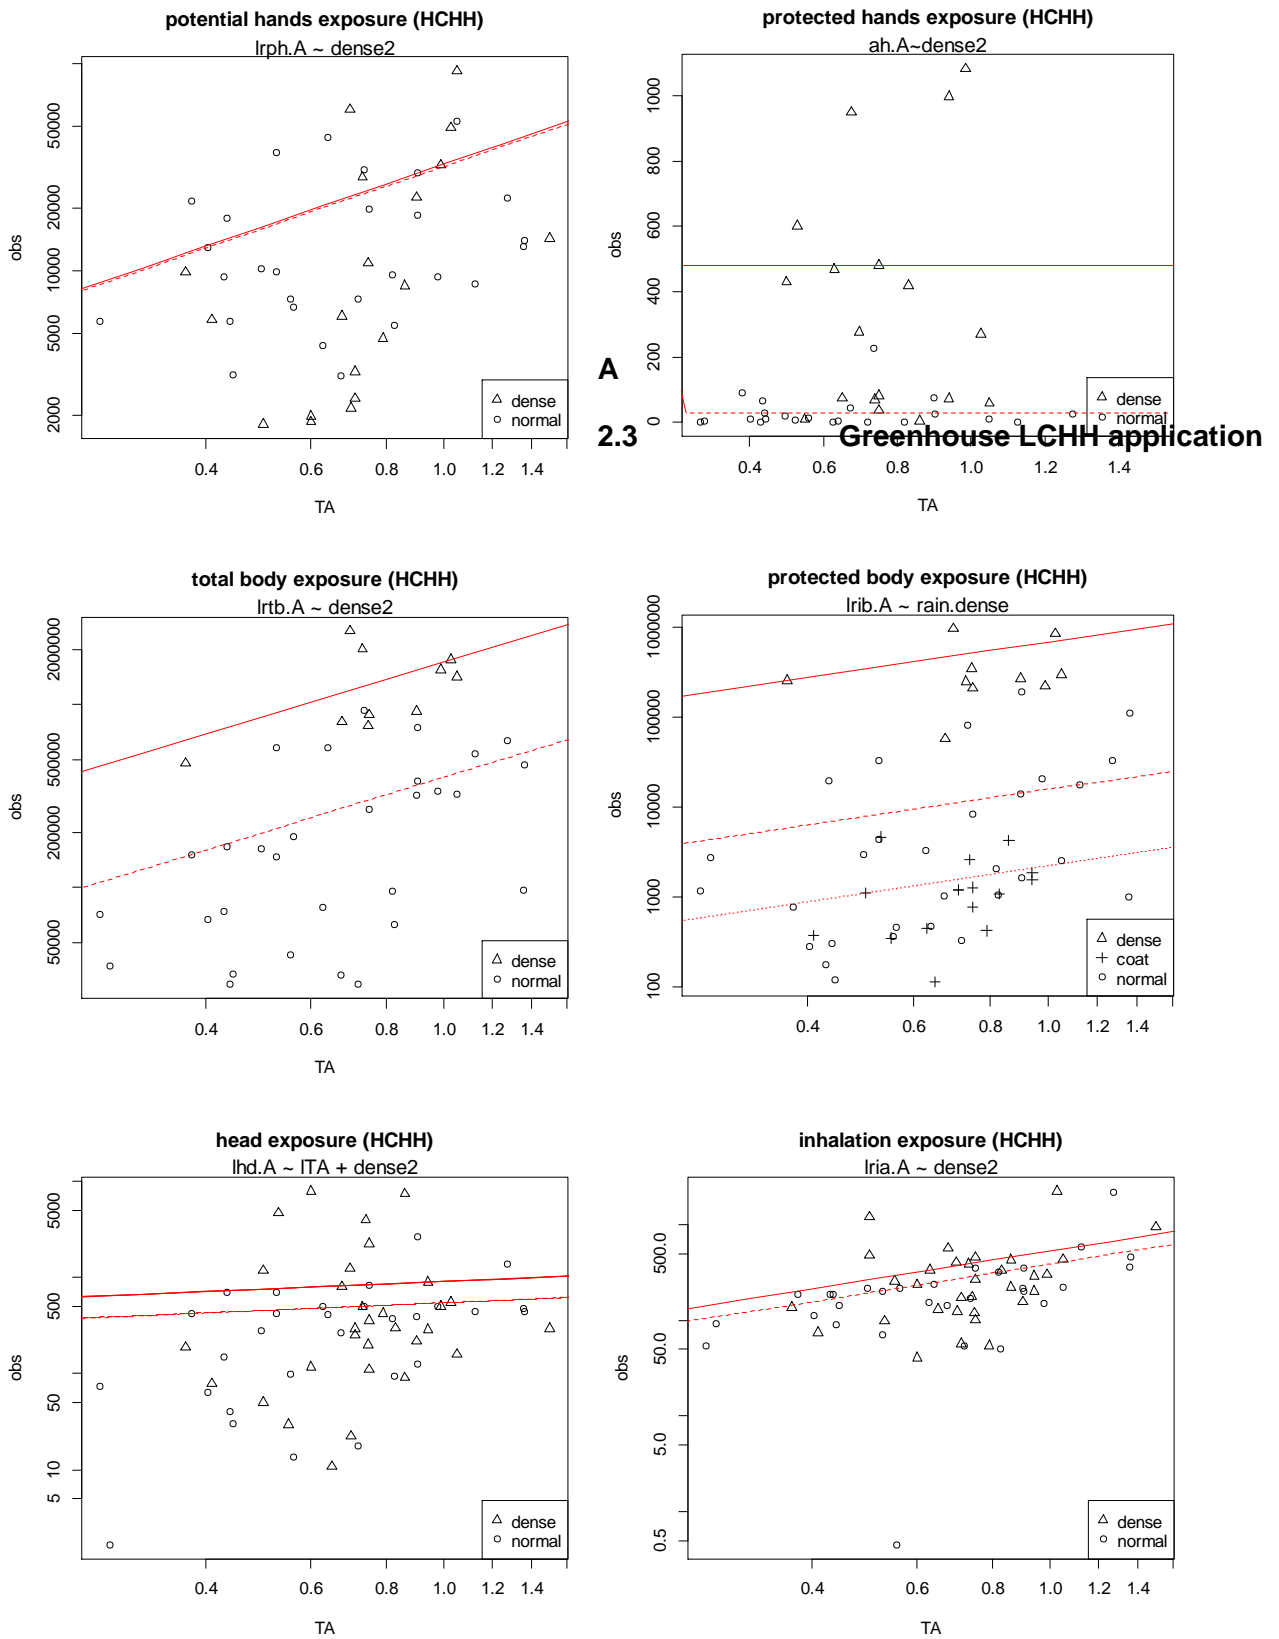 potential hands exposure (HCHH)
lrph.A ~ dense2
obs
2000
5000
10000
20000
50000
dense
normal
0.4
0.6
0.8
1.0
1.2
1.4
TA
protected hands exposure (HCHH)
ah.A~dense2
obs
0
200
400
600
800
1000
dense
normal
0.4
0.6
0.8
1.0
1.2
1.4
TA
A
2.3 Greenhouse LCHH application
total body exposure (HCHH)
lrtb.A ~ dense2
obs
50000
200000
500000
2000000
dense
normal
0.4
0.6
0.8
1.0
1.2
1.4
TA
protected body exposure (HCHH)
lrib.A ~ rain.dense
obs
100
1000
10000
100000
1000000
dense
coat
normal
0.4
0.6
0.8
1.0
1.2
1.4
TA
head exposure (HCHH)
lhd.A ~ lTA + dense2
obs
5
10
50
500
5000
dense
normal
0.4
0.6
0.8
1.0
1.2
1.4
TA
inhalation exposure (HCHH)
lria.A ~ dense2
obs
0.5
5.0
50.0
500.0
dense
normal
0.4
0.6
0.8
1.0
1.2
1.4
TA